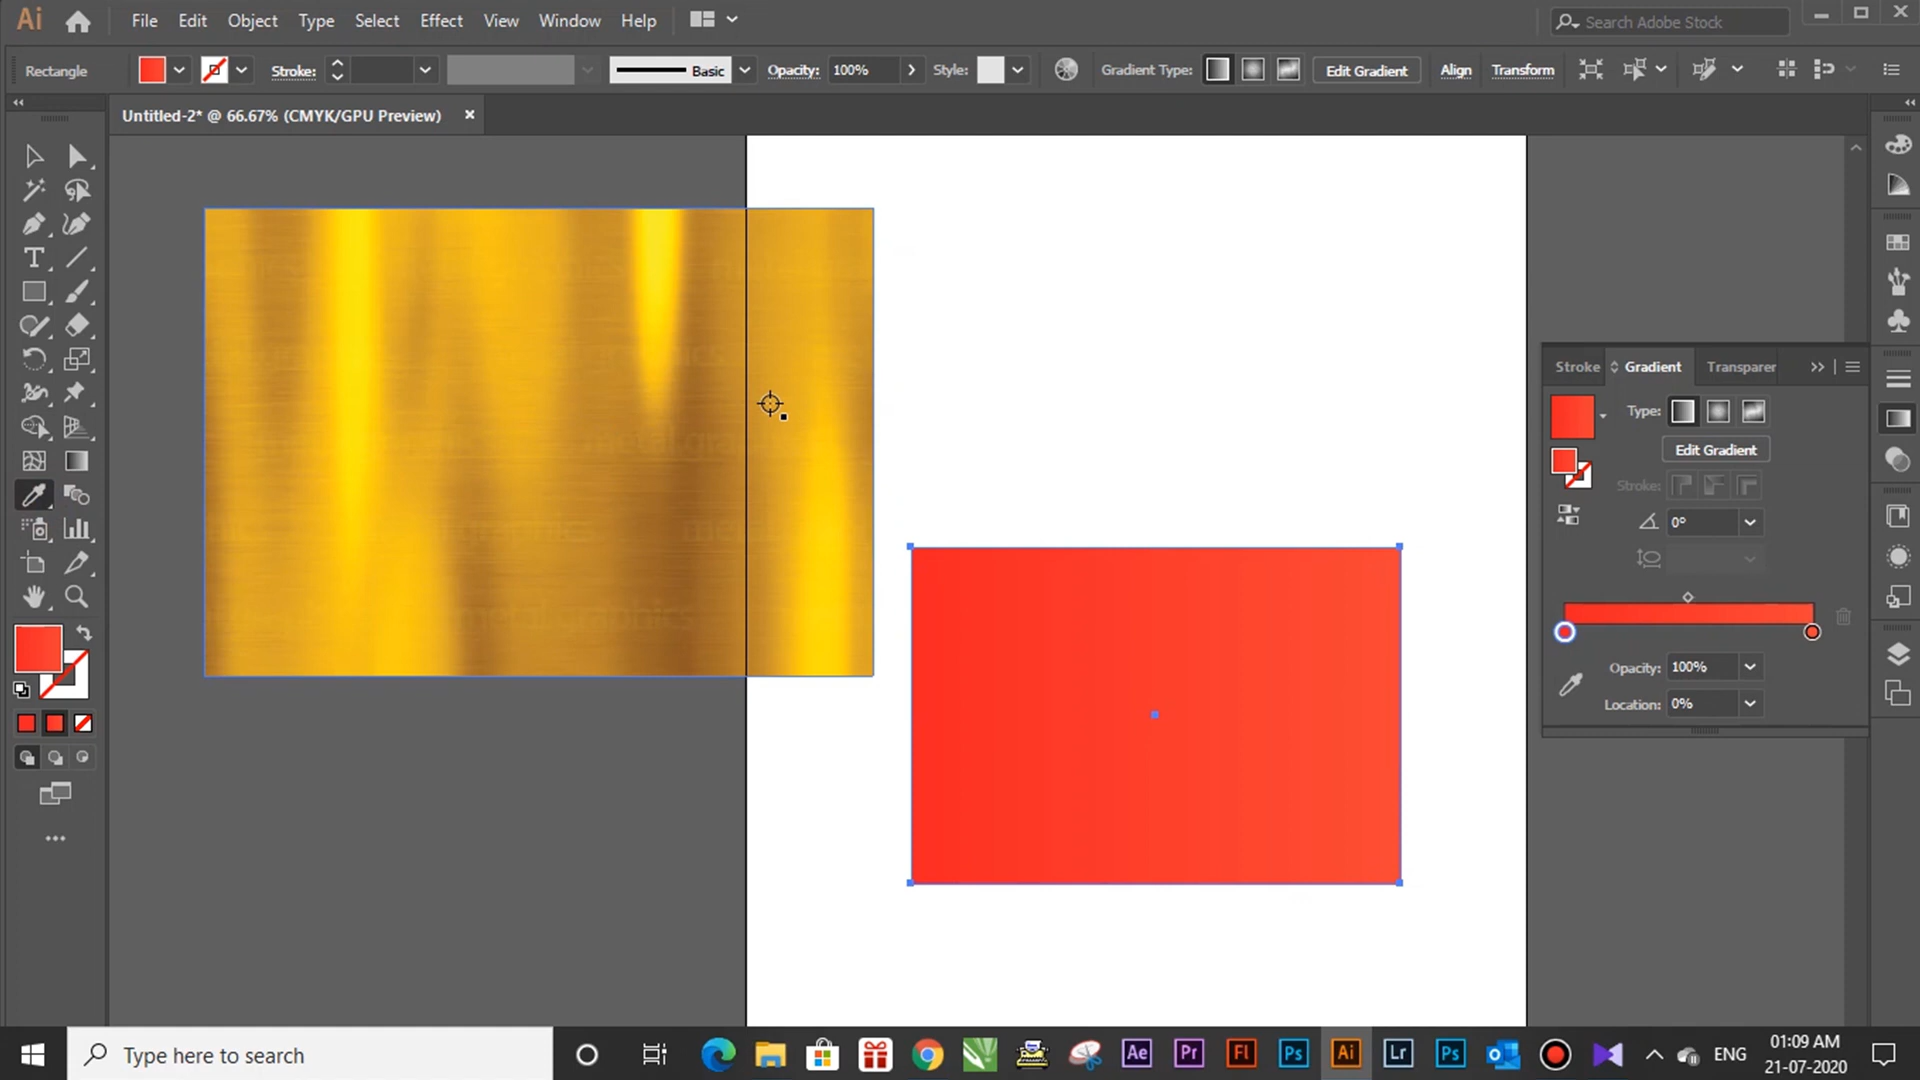 Ai File Edit Object Type Select Effect View Window Help Search Adobe Stock
Rectangle Stroke: Basic Opacity: 100% Style: Gradient Type: Edit Gradient Align Transform
Untitled-2* @ 66.67% (CMYK/GPU Preview) ×
Stroke Gradient Transparer
Type:
Edit Gradient
Stroke:
0°
Opacity: 100%
Location: 0%
metal graphics
Type here to search
Ae Pr Fl Ps Ai Lr Ps
ENG
01:09 AM
21-07-2020